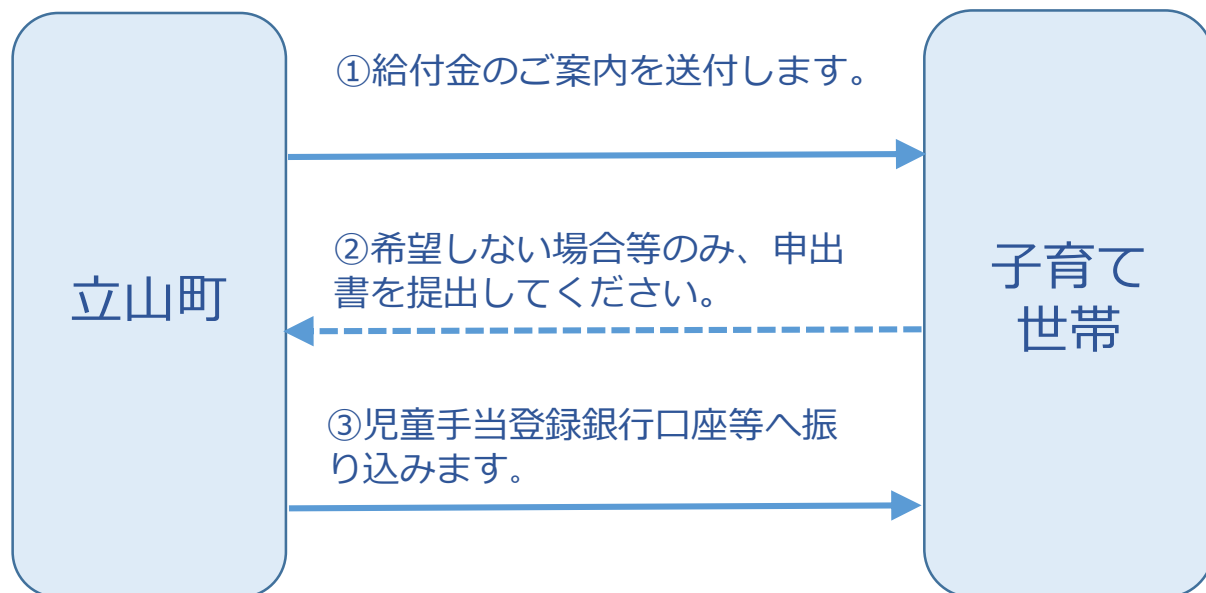 ①給付金のご案内を送付します。
立山町
②希望しない場合等のみ、申出
書を提出してください。
子育て
世帯
③児童手当登録銀行口座等へ振
り込みます。